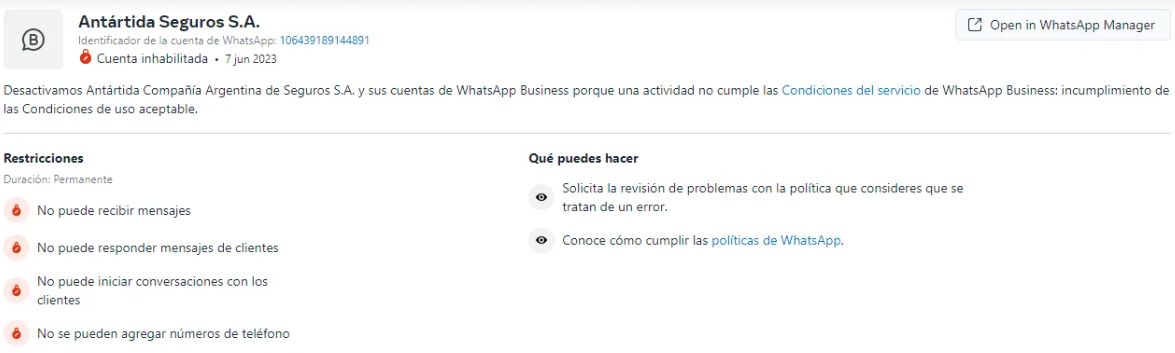 Antártida Seguros S.A.
Identificador de la cuenta de WhatsApp: 106439189144891
Cuenta inhabilitada • 7 jun 2023
Open in WhatsApp Manager
Desactivamos Antártida Compañía Argentina de Seguros S.A. y sus cuentas de WhatsApp Business porque una actividad no cumple las Condiciones del servicio de WhatsApp Business: incumplimiento de
las Condiciones de uso aceptable.
Restricciones
Duración: Permanente
No puede recibir mensajes
No puede responder mensajes de clientes
No puede iniciar conversaciones con los
clientes
No se pueden agregar números de teléfono
Qué puedes hacer
Solicita la revisión de problemas con la política que consideres que se
tratan de un error.
Conoce cómo cumplir las políticas de WhatsApp.